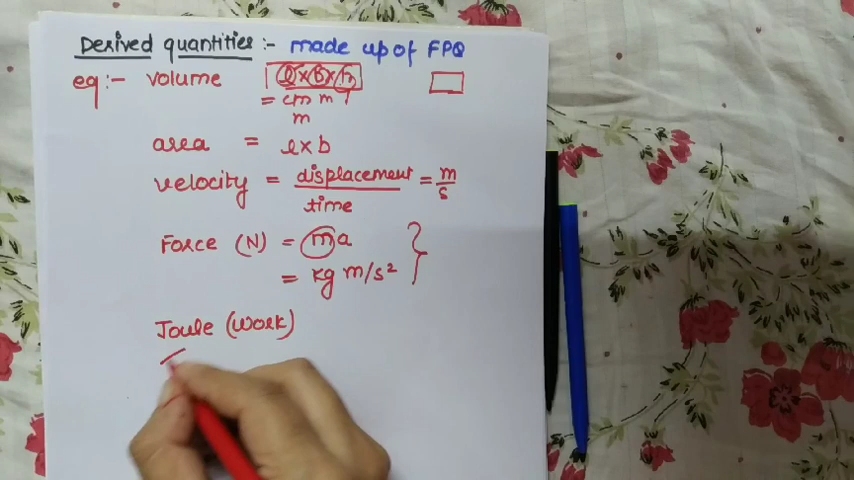 Derived quantities :- made up of FPQ
eg :- volume l×b×h
= cm m
m
area = l×b
velocity = displacement = m
time s
Force (N) = ma
= kg m/s²
Joule (work)